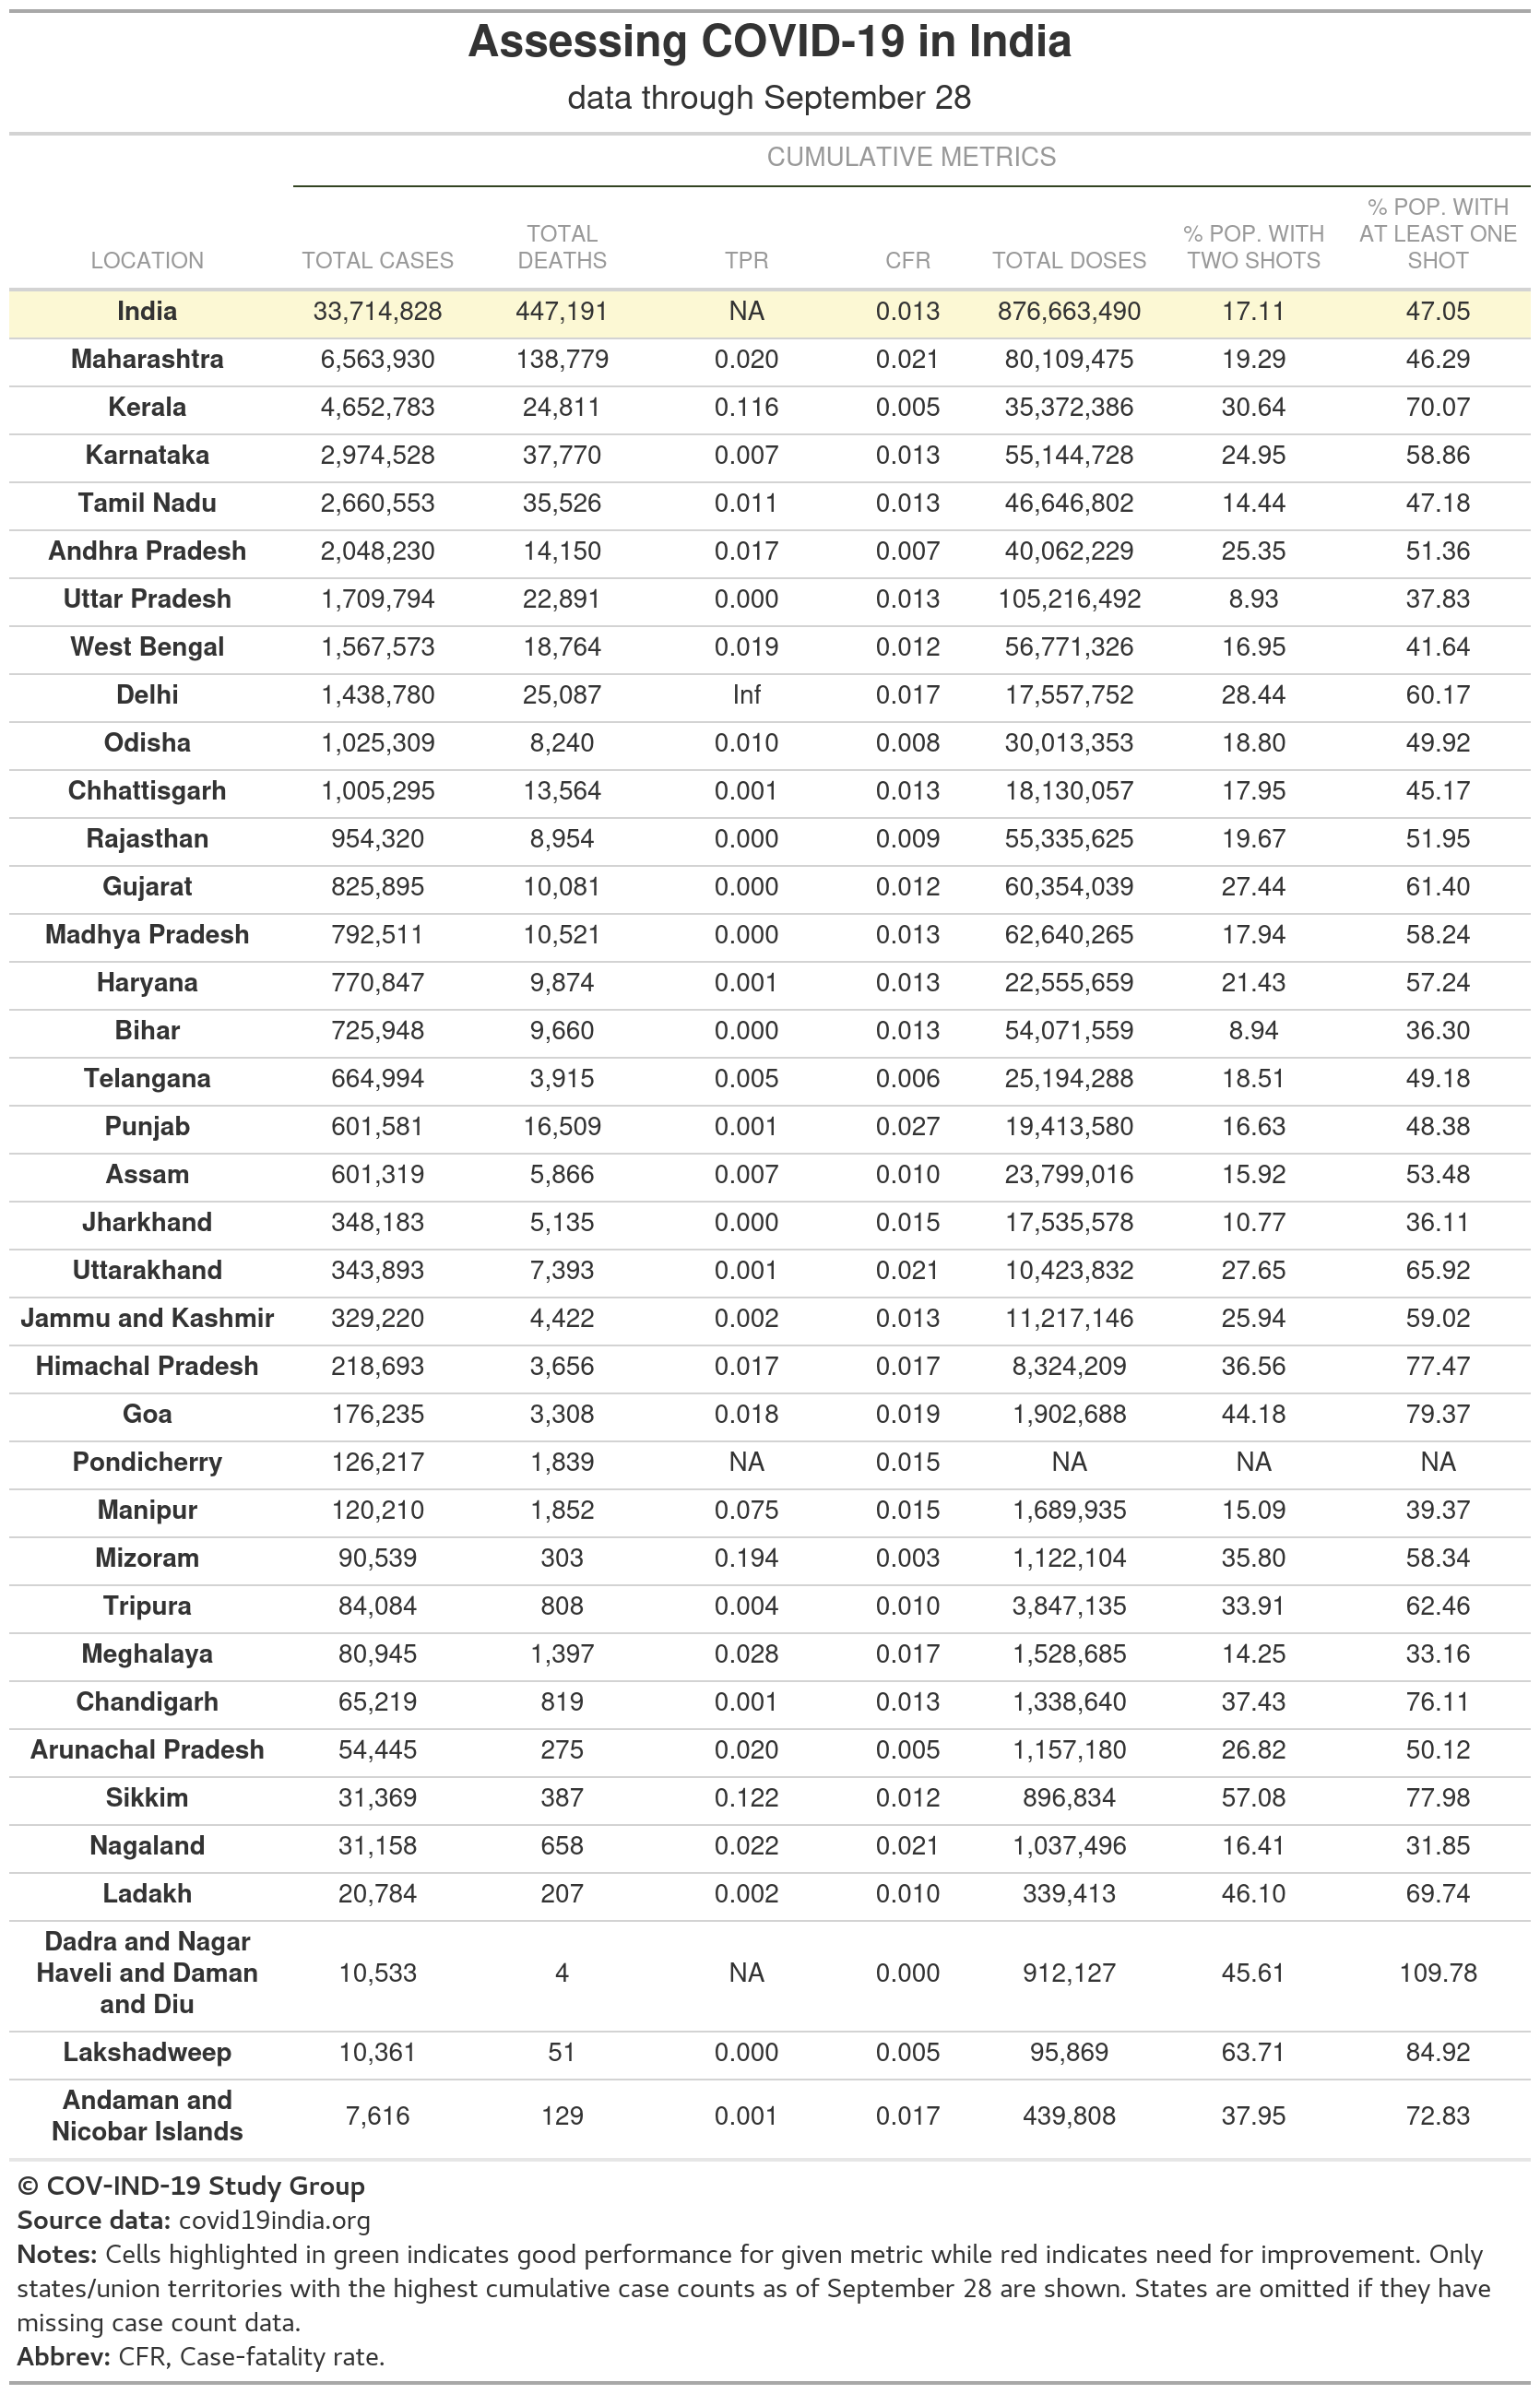 Assessing COVID-19 in India
data through September 28
CUMULATIVE METRICS
LOCATION TOTAL CASES TOTAL DEATHS TPR CFR TOTAL DOSES % POP. WITH TWO SHOTS % POP. WITH AT LEAST ONE SHOT
India 33,714,828 447,191 NA 0.013 876,663,490 17.11 47.05
Maharashtra 6,563,930 138,779 0.020 0.021 80,109,475 19.29 46.29
Kerala 4,652,783 24,811 0.116 0.005 35,372,386 30.64 70.07
Karnataka 2,974,528 37,770 0.007 0.013 55,144,728 24.95 58.86
Tamil Nadu 2,660,553 35,526 0.011 0.013 46,646,802 14.44 47.18
Andhra Pradesh 2,048,230 14,150 0.017 0.007 40,062,229 25.35 51.36
Uttar Pradesh 1,709,794 22,891 0.000 0.013 105,216,492 8.93 37.83
West Bengal 1,567,573 18,764 0.019 0.012 56,771,326 16.95 41.64
Delhi 1,438,780 25,087 Inf 0.017 17,557,752 28.44 60.17
Odisha 1,025,309 8,240 0.010 0.008 30,013,353 18.80 49.92
Chhattisgarh 1,005,295 13,564 0.001 0.013 18,130,057 17.95 45.17
Rajasthan 954,320 8,954 0.000 0.009 55,335,625 19.67 51.95
Gujarat 825,895 10,081 0.000 0.012 60,354,039 27.44 61.40
Madhya Pradesh 792,511 10,521 0.000 0.013 62,640,265 17.94 58.24
Haryana 770,847 9,874 0.001 0.013 22,555,659 21.43 57.24
Bihar 725,948 9,660 0.000 0.013 54,071,559 8.94 36.30
Telangana 664,994 3,915 0.005 0.006 25,194,288 18.51 49.18
Punjab 601,581 16,509 0.001 0.027 19,413,580 16.63 48.38
Assam 601,319 5,866 0.007 0.010 23,799,016 15.92 53.48
Jharkhand 348,183 5,135 0.000 0.015 17,535,578 10.77 36.11
Uttarakhand 343,893 7,393 0.001 0.021 10,423,832 27.65 65.92
Jammu and Kashmir 329,220 4,422 0.002 0.013 11,217,146 25.94 59.02
Himachal Pradesh 218,693 3,656 0.017 0.017 8,324,209 36.56 77.47
Goa 176,235 3,308 0.018 0.019 1,902,688 44.18 79.37
Pondicherry 126,217 1,839 NA 0.015 NA NA NA
Manipur 120,210 1,852 0.075 0.015 1,689,935 15.09 39.37
Mizoram 90,539 303 0.194 0.003 1,122,104 35.80 58.34
Tripura 84,084 808 0.004 0.010 3,847,135 33.91 62.46
Meghalaya 80,945 1,397 0.028 0.017 1,528,685 14.25 33.16
Chandigarh 65,219 819 0.001 0.013 1,338,640 37.43 76.11
Arunachal Pradesh 54,445 275 0.020 0.005 1,157,180 26.82 50.12
Sikkim 31,369 387 0.122 0.012 896,834 57.08 77.98
Nagaland 31,158 658 0.022 0.021 1,037,496 16.41 31.85
Ladakh 20,784 207 0.002 0.010 339,413 46.10 69.74
Dadra and Nagar Haveli and Daman and Diu 10,533 4 NA 0.000 912,127 45.61 109.78
Lakshadweep 10,361 51 0.000 0.005 95,869 63.71 84.92
Andaman and Nicobar Islands 7,616 129 0.001 0.017 439,808 37.95 72.83
© COV-IND-19 Study Group
Source data: covid19india.org
Notes: Cells highlighted in green indicates good performance for given metric while red indicates need for improvement. Only
states/union territories with the highest cumulative case counts as of September 28 are shown. States are omitted if they have
missing case count data.
Abbrev: CFR, Case-fatality rate.